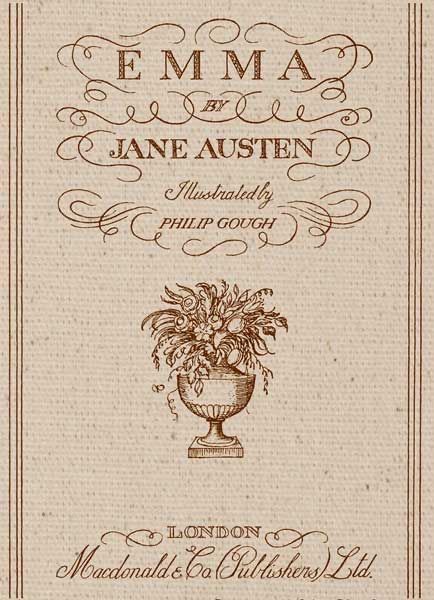 EMMA
BY
JANE AUSTEN
Illustrated by
PHILIP GOUGH
LONDON
Macdonald & Co. (Publishers) Ltd.